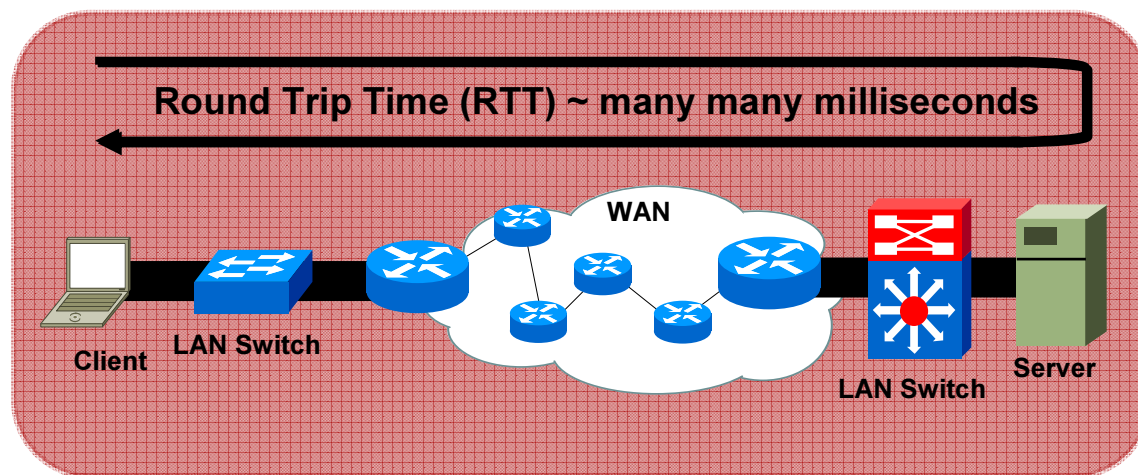 Round Trip Time (RTT) ~ many many milliseconds
WAN
Client
LAN Switch
LAN Switch
Server